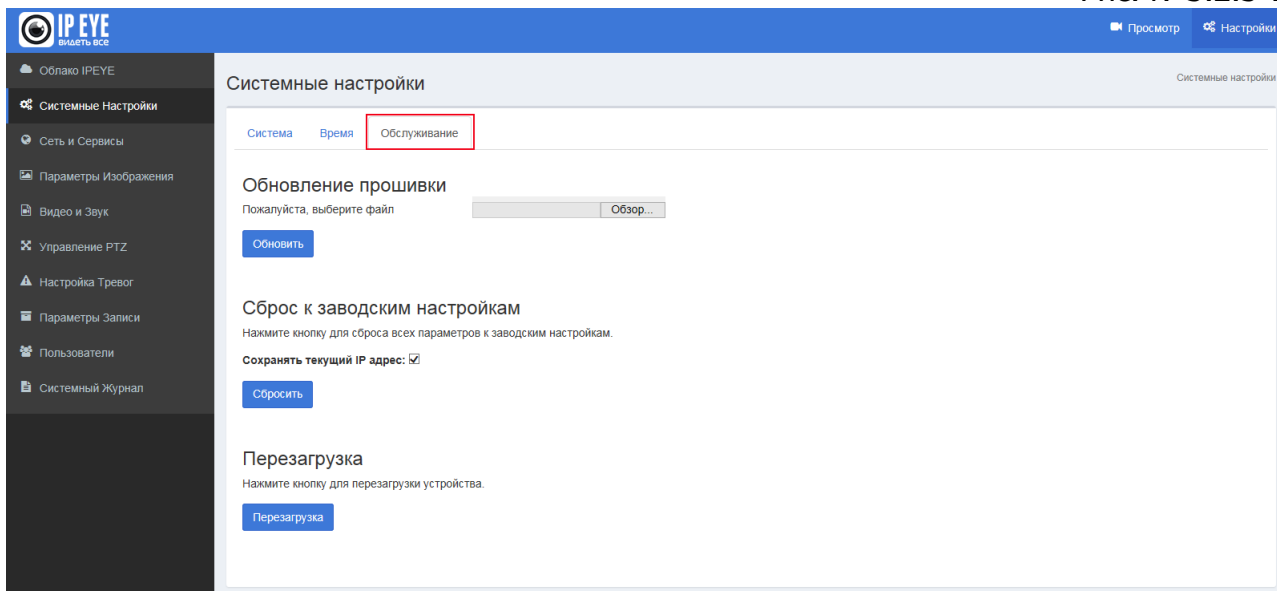 IP EYE
видеть все
Просмотр
Настройки
Облако IPEYE
Системные Настройки
Сеть и Сервисы
Параметры Изображения
Видео и Звук
Управление PTZ
Настройка Тревог
Параметры Записи
Пользователи
Системный Журнал
Системные настройки
Системные настройки
Система Время Обслуживание
Обновление прошивки
Пожалуйста, выберите файл Обзор...
Обновить
Сброс к заводским настройкам
Нажмите кнопку для сброса всех параметров к заводским настройкам.
Сохранять текущий IP адрес:
Сбросить
Перезагрузка
Нажмите кнопку для перезагрузки устройства.
Перезагрузка